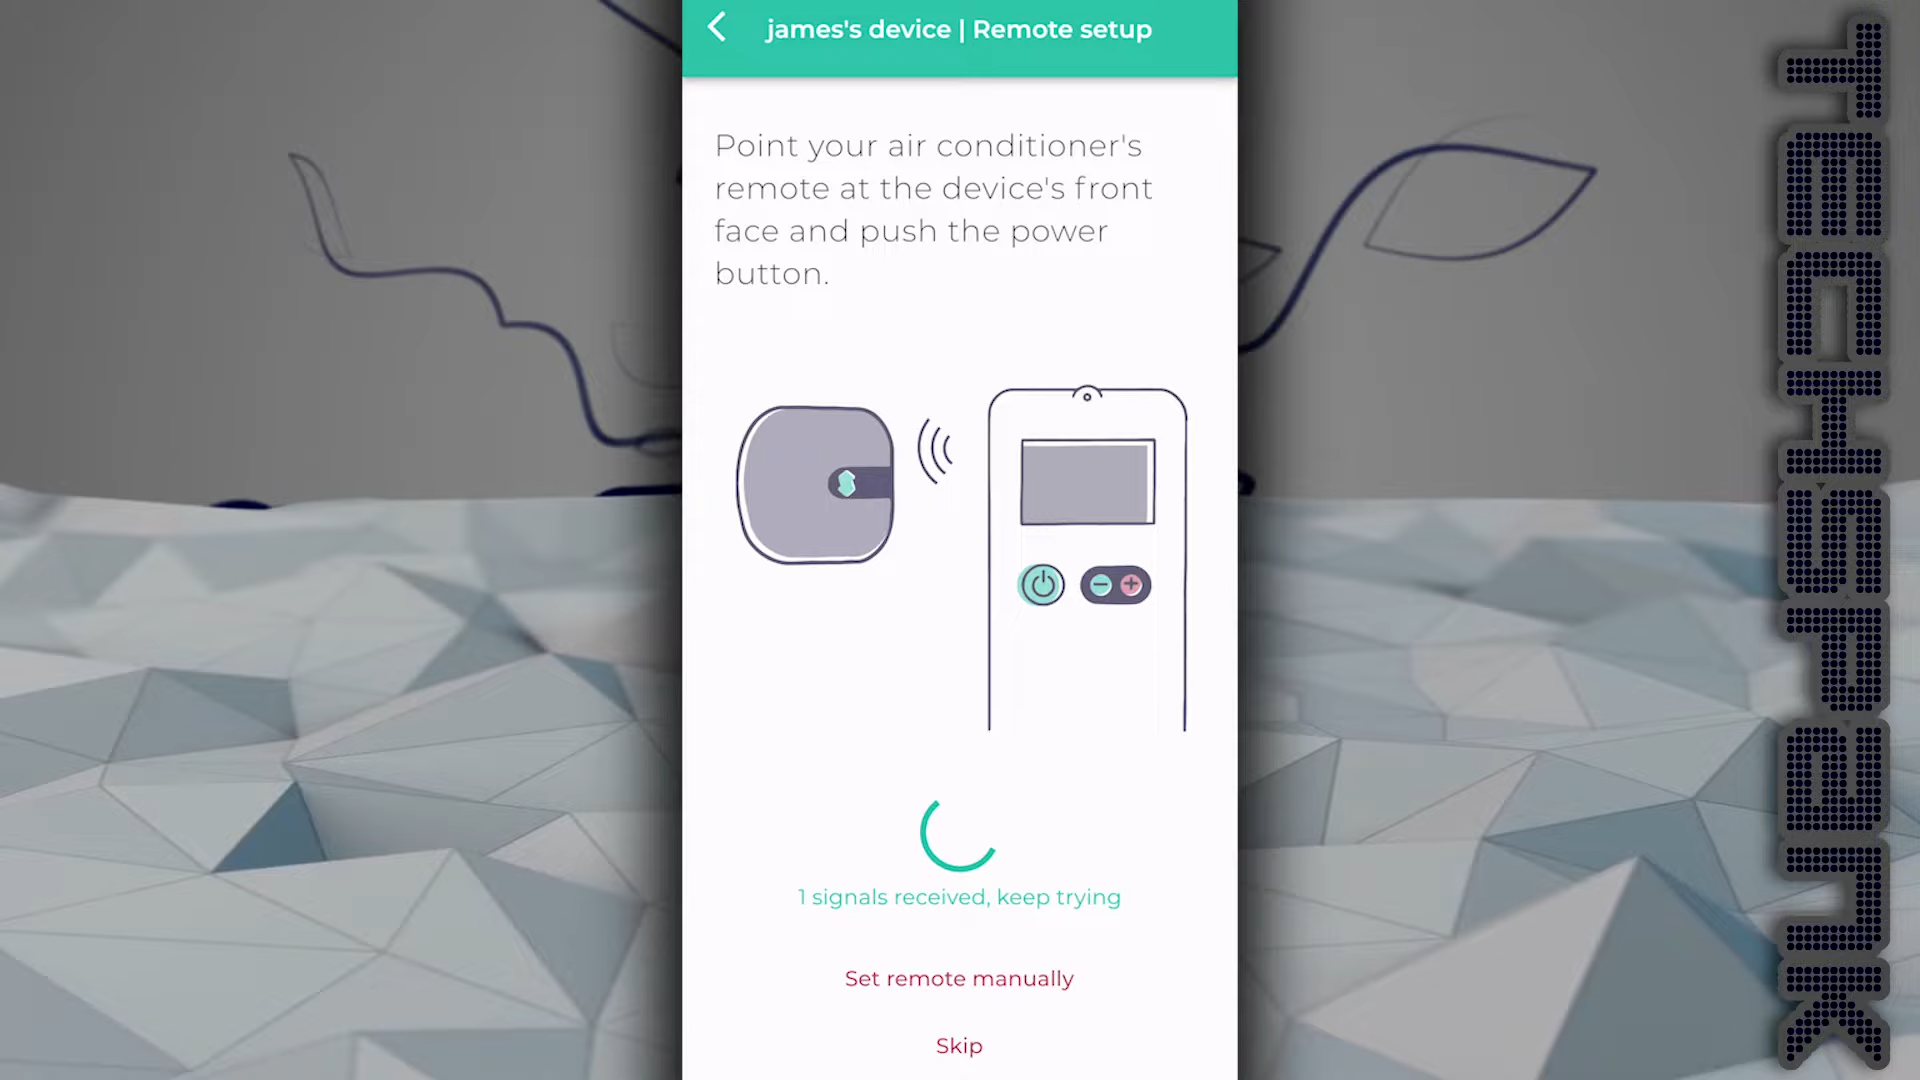 james's device | Remote setup
Point your air conditioner's
remote at the device's front
face and push the power
button.
1 signals received, keep trying
Set remote manually
Skip
TECHSPANK